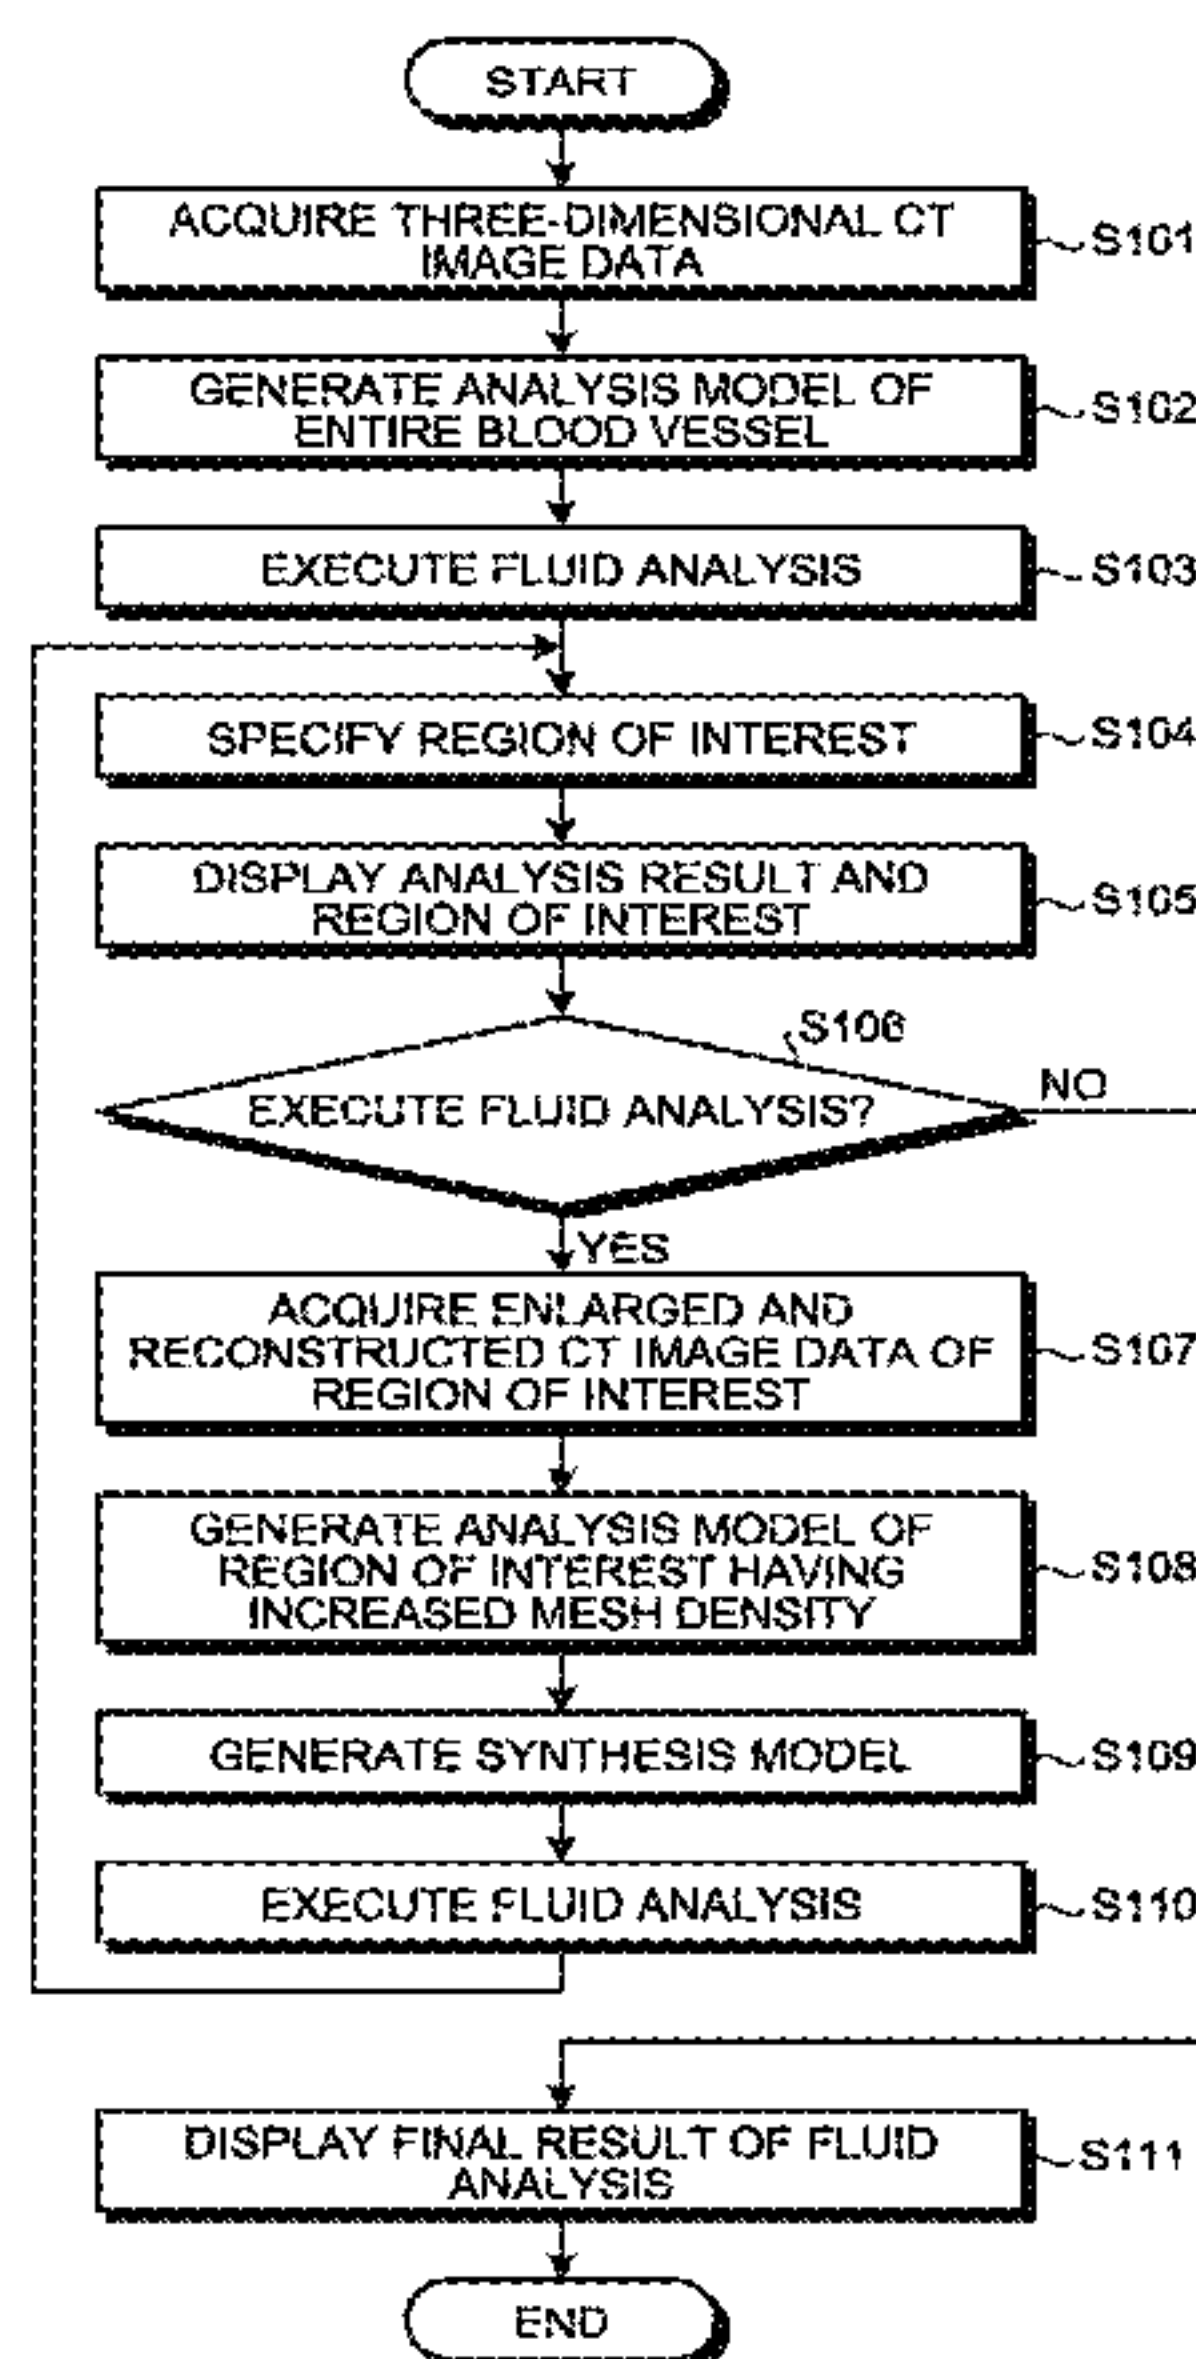 START
ACQUIRE THREE-DIMENSIONAL CT
IMAGE DATA
S101
GENERATE ANALYSIS MODEL OF
ENTIRE BLOOD VESSEL
S102
EXECUTE FLUID ANALYSIS
S103
SPECIFY REGION OF INTEREST
S104
DISPLAY ANALYSIS RESULT AND
REGION OF INTEREST
S105
S106
EXECUTE FLUID ANALYSIS?
NO
YES
ACQUIRE ENLARGED AND
RECONSTRUCTED CT IMAGE DATA OF
REGION OF INTEREST
S107
GENERATE ANALYSIS MODEL OF
REGION OF INTEREST HAVING
INCREASED MESH DENSITY
S108
GENERATE SYNTHESIS MODEL
S109
EXECUTE FLUID ANALYSIS
S110
DISPLAY FINAL RESULT OF FLUID
ANALYSIS
S111
END